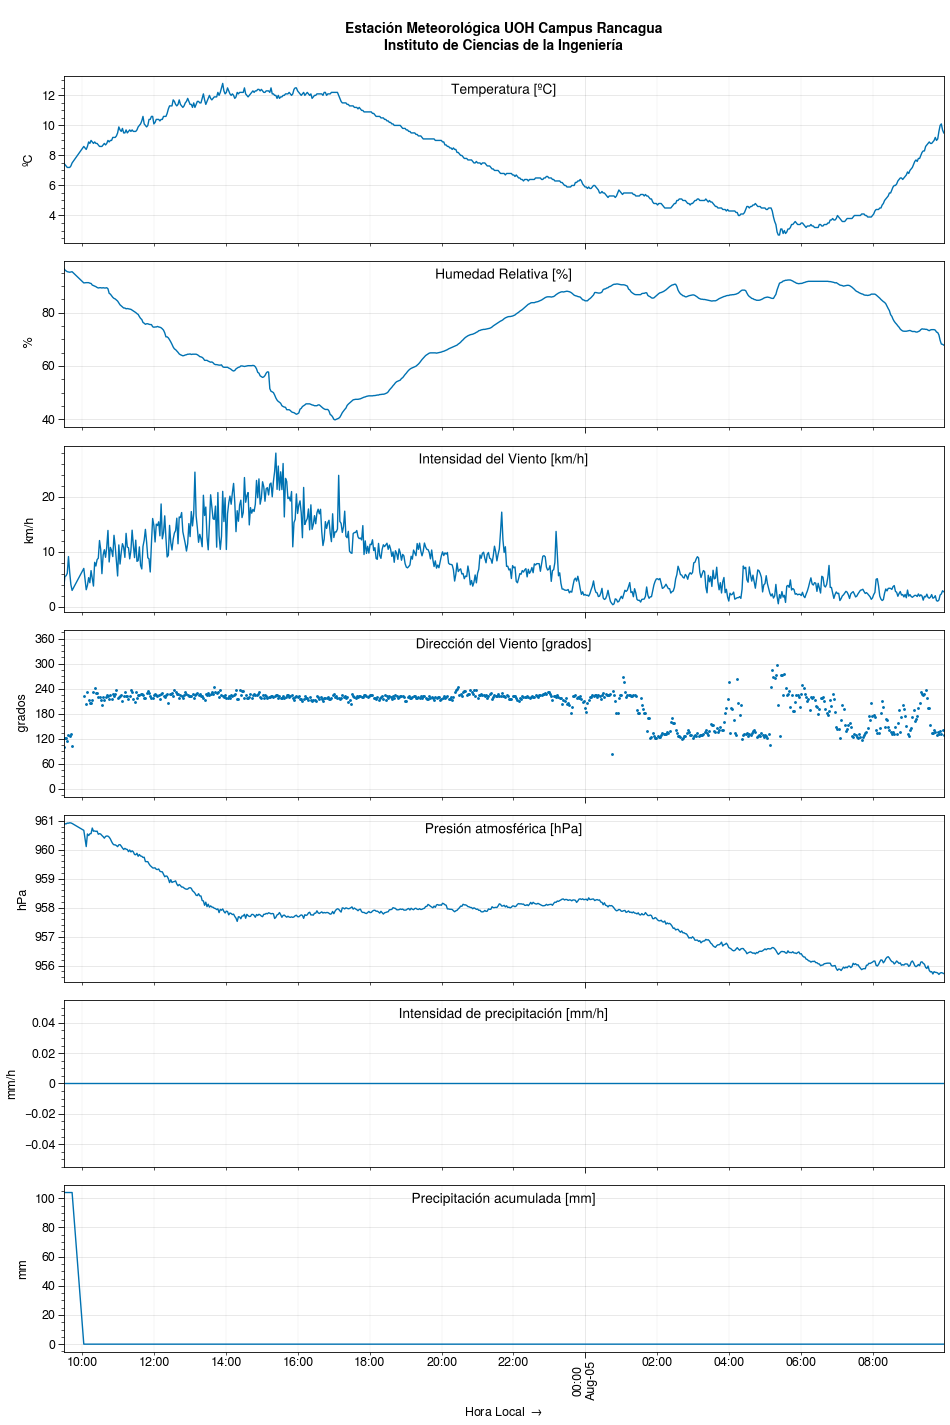 Estación Meteorológica UOH Campus Rancagua
Instituto de Ciencias de la Ingeniería
Temperatura [ºC]
12
10
8
6
4
ºC
Humedad Relativa [%]
80
60
40
%
Intensidad del Viento [km/h]
20
10
0
km/h
Dirección del Viento [grados]
360
300
240
180
120
60
0
grados
Presión atmosférica [hPa]
961
960
959
958
957
956
hPa
Intensidad de precipitación [mm/h]
0.04
0.02
0
−0.02
−0.04
mm/h
Precipitación acumulada [mm]
100
80
60
40
20
0
mm
10:00 12:00 14:00 16:00 18:00 20:00 22:00 00:00 02:00 04:00 06:00 08:00
Aug-05
Hora Local →